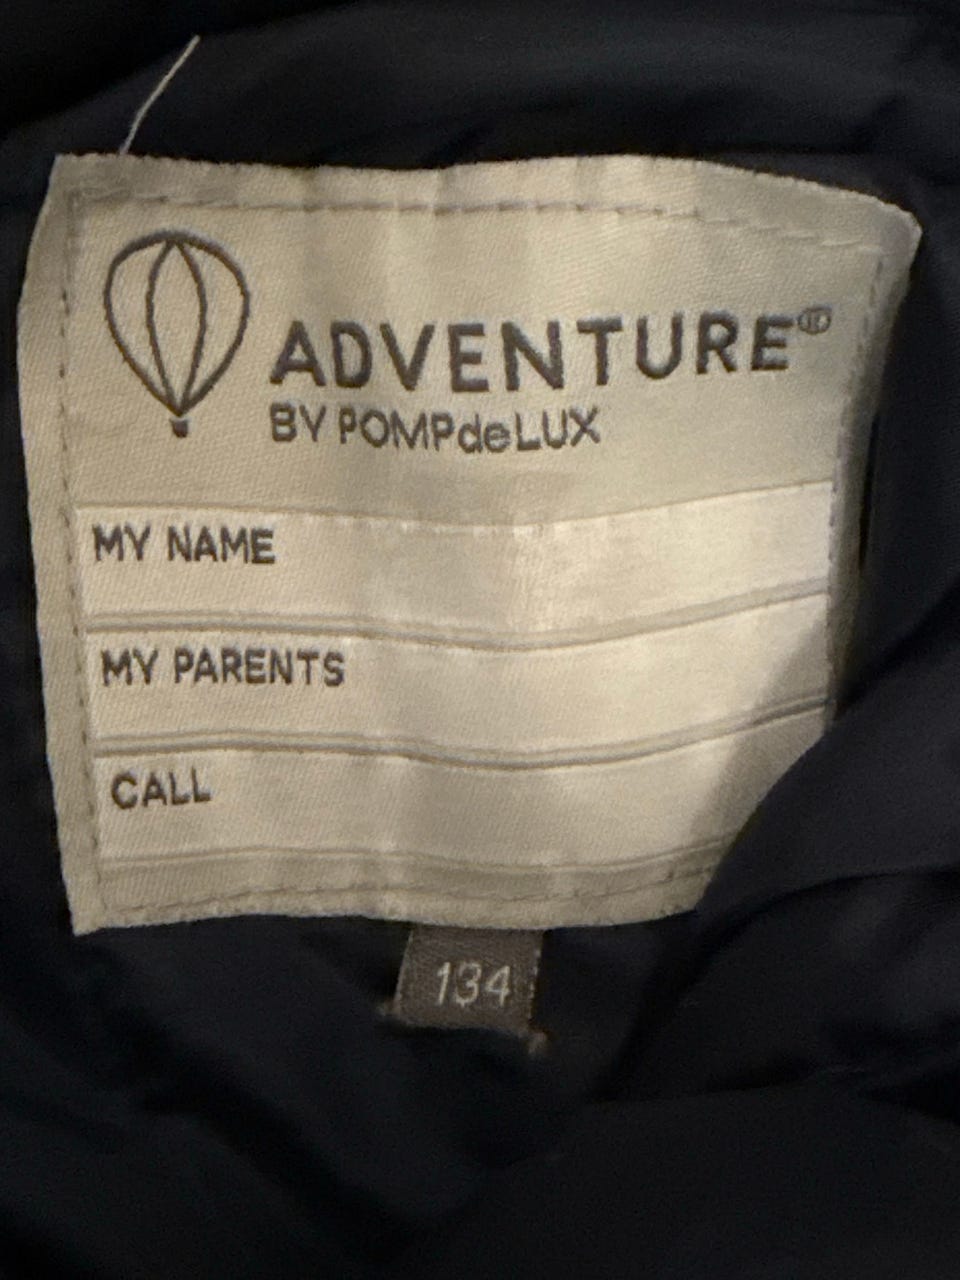 ADVENTURE®
BY POMPdeLUX
MY NAME
MY PARENTS
CALL
134